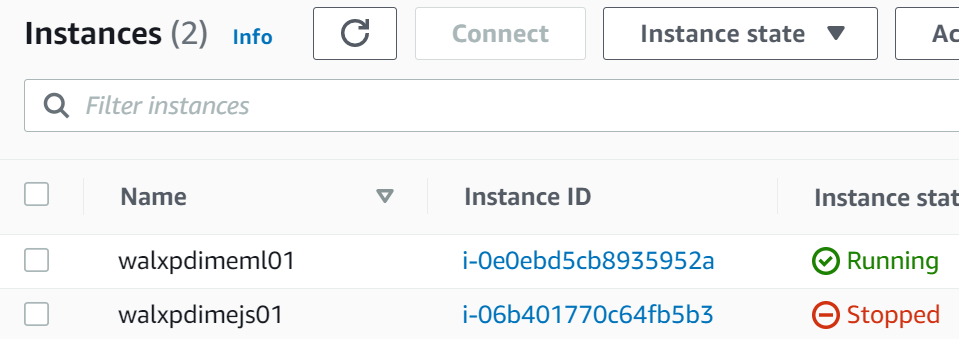 Instances (2) Info Connect Instance state Ac
Filter instances
Name Instance ID Instance stat
walxpdimeml01 i-0e0ebd5cb8935952a Running
walxpdimejs01 i-06b401770c64fb5b3 Stopped